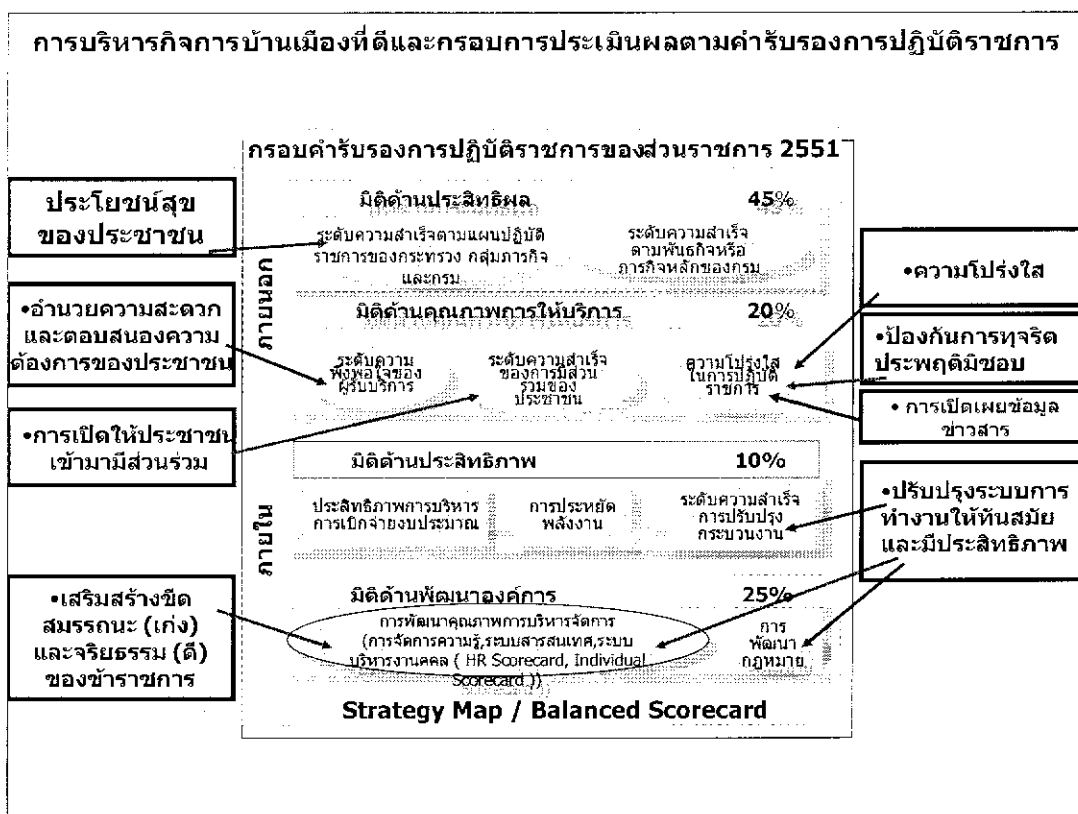 การบริหารกิจการบ้านเมืองที่ดีและกรอบการประเมินผลตามคำรับรองการปฏิบัติราชการ
กรอบคำรับรองการปฏิบัติราชการของส่วนราชการ 2551
ประโยชน์สุข
ของประชาชน
•อำนวยความสะดวก
และตอบสนองความ
ต้องการของประชาชน
•การเปิดให้ประชาชน
เข้ามามีส่วนร่วม
•เสริมสร้างขีด
สมรรถนะ (เก่ง)
และจริยธรรม (ดี)
ของข้าราชการ
ภายนอก
มิติด้านประสิทธิผล 45%
ระดับความสำเร็จตามแผนปฏิบัติ
ราชการของกระทรวง กลุ่มภารกิจ
และกรม
ระดับความสำเร็จ
ตามพันธกิจหรือ
ภารกิจหลักของกรม
มิติด้านคุณภาพการให้บริการ 20%
ระดับความ
พึงพอใจของ
ผู้รับบริการ
ระดับความสำเร็จ
ของการมีส่วน
ร่วมของ
ประชาชน
ความโปร่งใส
ในการปฏิบัติ
ราชการ
ภายใน
มิติด้านประสิทธิภาพ 10%
ประสิทธิภาพการบริหาร
การเบิกจ่ายงบประมาณ
การประหยัด
พลังงาน
ระดับความสำเร็จ
การปรับปรุง
กระบวนงาน
มิติด้านพัฒนาองค์การ 25%
การพัฒนาคุณภาพการบริหารจัดการ
(การจัดการความรู้,ระบบสารสนเทศ,ระบบ
บริหารงานคคล ( HR Scorecard, Individual
Scorecard ))
การ
พัฒนา
กฎหมาย
Strategy Map / Balanced Scorecard
•ความโปร่งใส
•ป้องกันการทุจริต
ประพฤติมิชอบ
• การเปิดเผยข้อมูล
ข่าวสาร
•ปรับปรุงระบบการ
ทำงานให้ทันสมัย
และมีประสิทธิภาพ